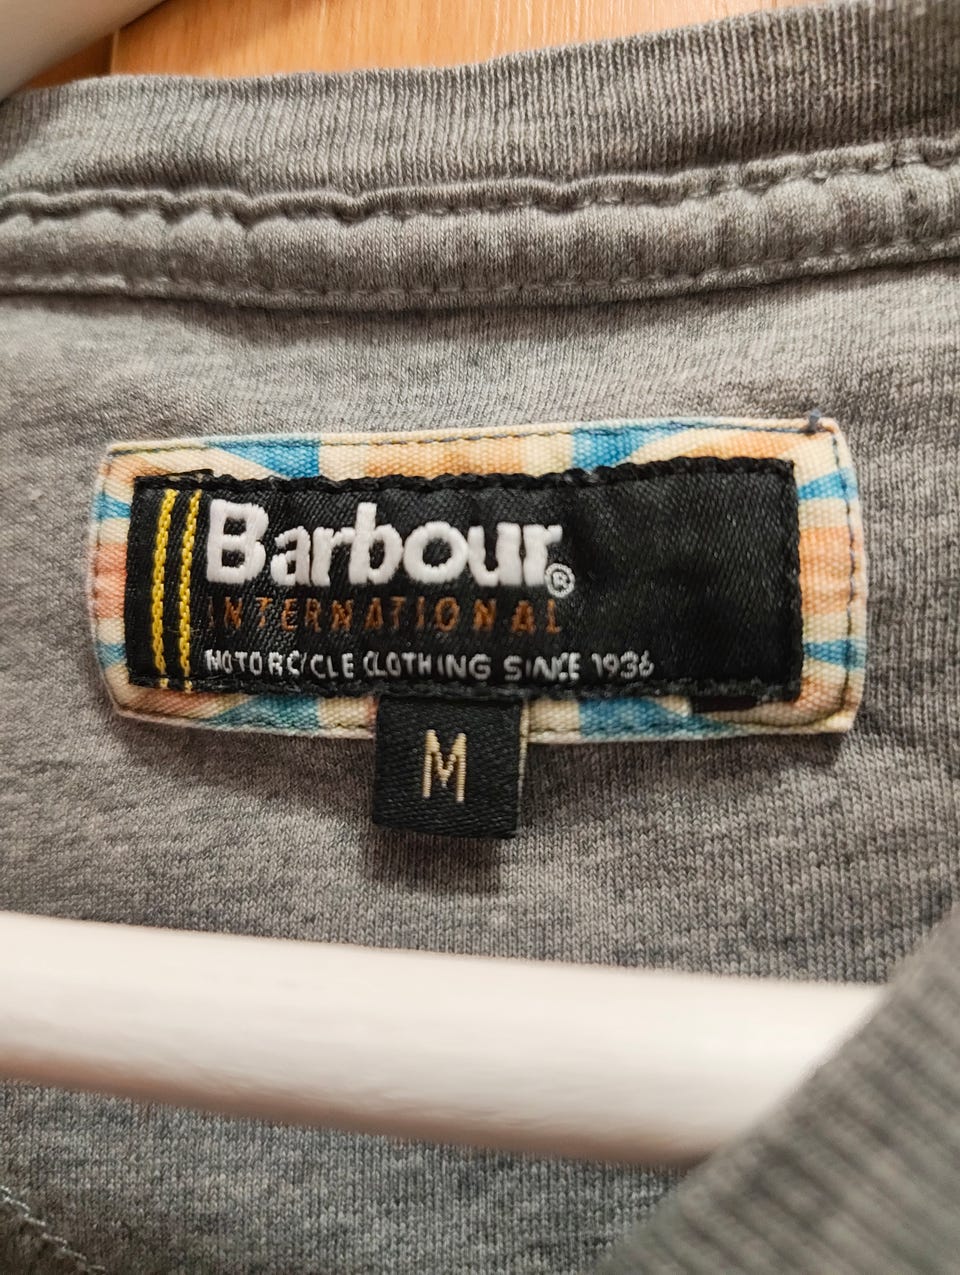 Barbour®
INTERNATIONAL
MOTORCYCLE CLOTHING SINCE 1936
M